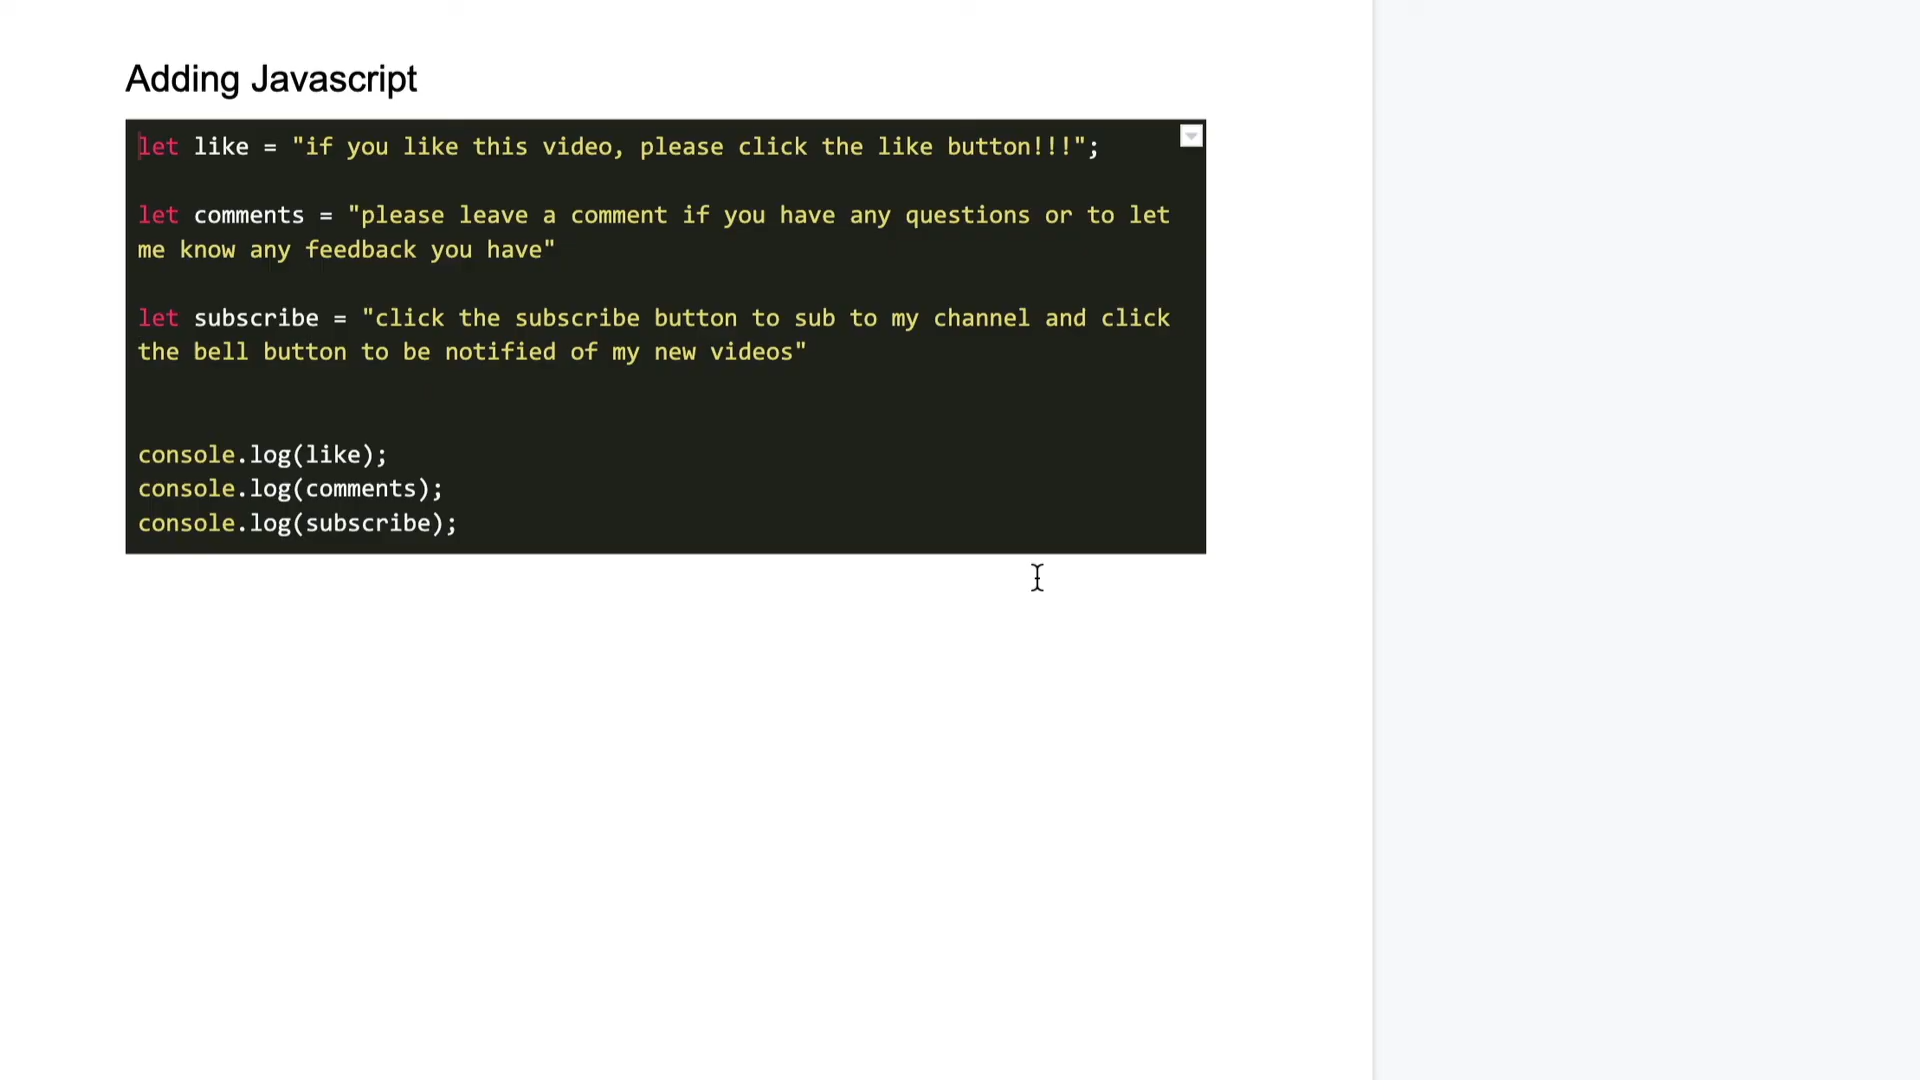 Adding Javascript
let like = "if you like this video, please click the like button!!!";
let comments = "please leave a comment if you have any questions or to let
me know any feedback you have"
let subscribe = "click the subscribe button to sub to my channel and click
the bell button to be notified of my new videos"
console.log(like);
console.log(comments);
console.log(subscribe);